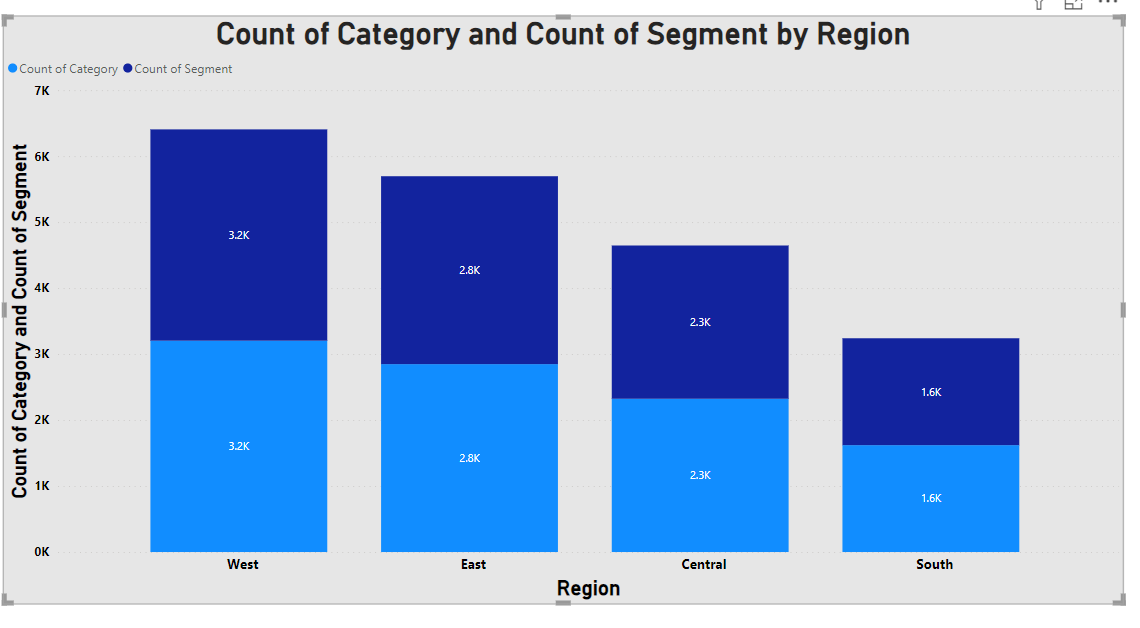 Count of Category and Count of Segment by Region
Count of Category Count of Segment
7K
6K
5K
4K
3K
2K
1K
0K
Count of Category and Count of Segment
3.2K
2.8K
2.3K
1.6K
3.2K
2.8K
2.3K
1.6K
West East Central South
Region